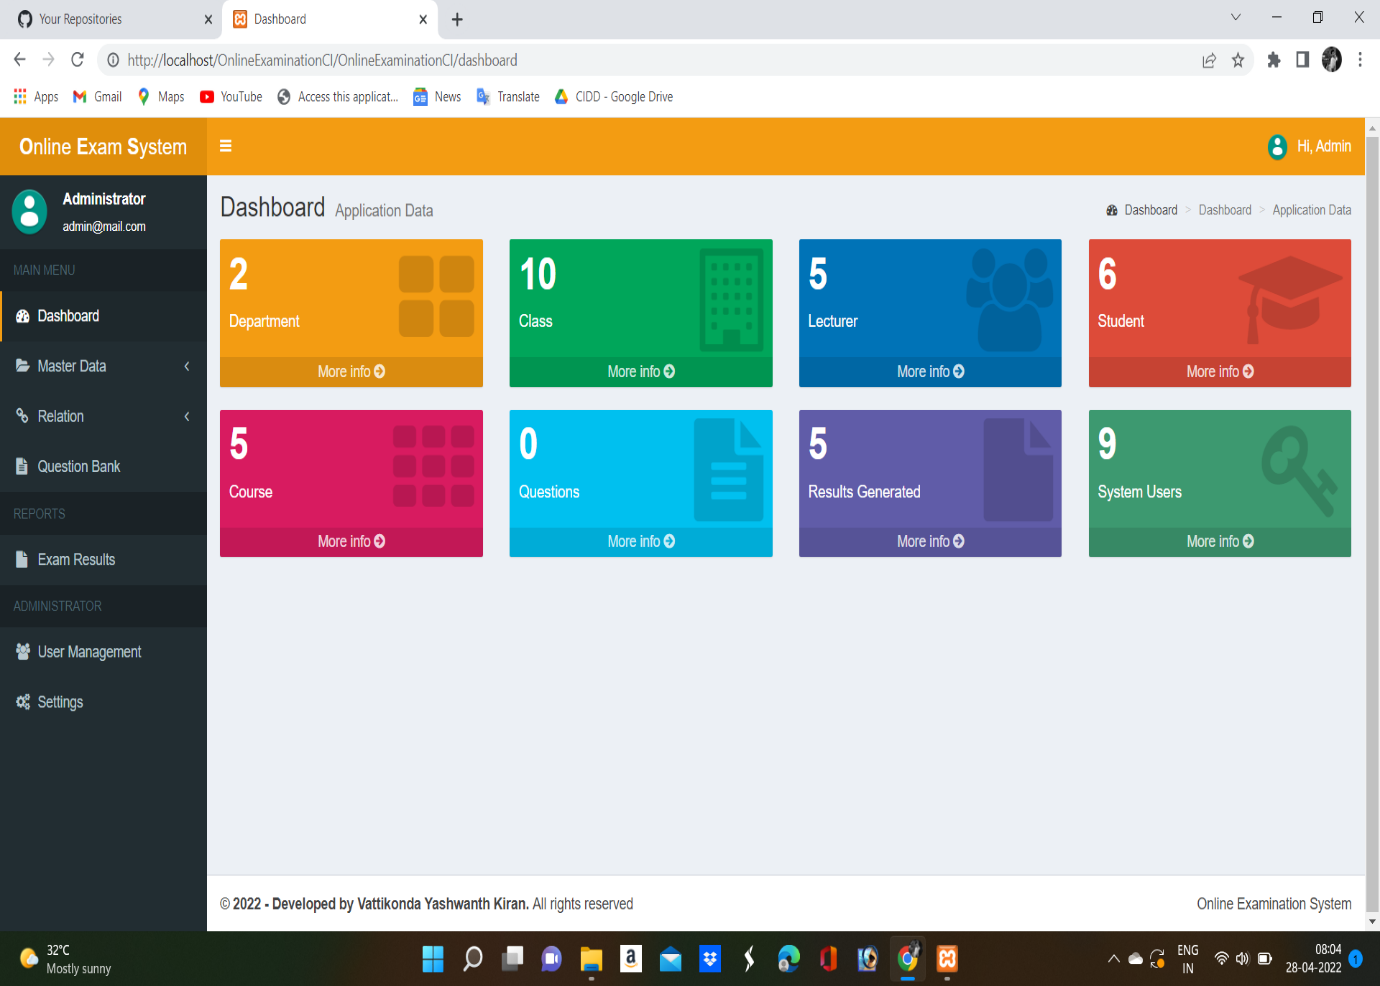 Your Repositories
Dashboard
http://localhost/OnlineExaminationCI/OnlineExaminationCI/dashboard
Apps Gmail Maps YouTube Access this applicat... News Translate CIDD - Google Drive
Online Exam System
Hi, Admin
Administrator
admin@mail.com
MAIN MENU
Dashboard
Master Data
Relation
Question Bank
REPORTS
Exam Results
ADMINISTRATOR
User Management
Settings
Dashboard Application Data
Dashboard > Dashboard > Application Data
2
Department
More info
10
Class
More info
5
Lecturer
More info
6
Student
More info
5
Course
More info
0
Questions
More info
5
Results Generated
More info
9
System Users
More info
© 2022 - Developed by Vattikonda Yashwanth Kiran. All rights reserved
Online Examination System
32°C
Mostly sunny
ENG
IN
08:04
28-04-2022
1